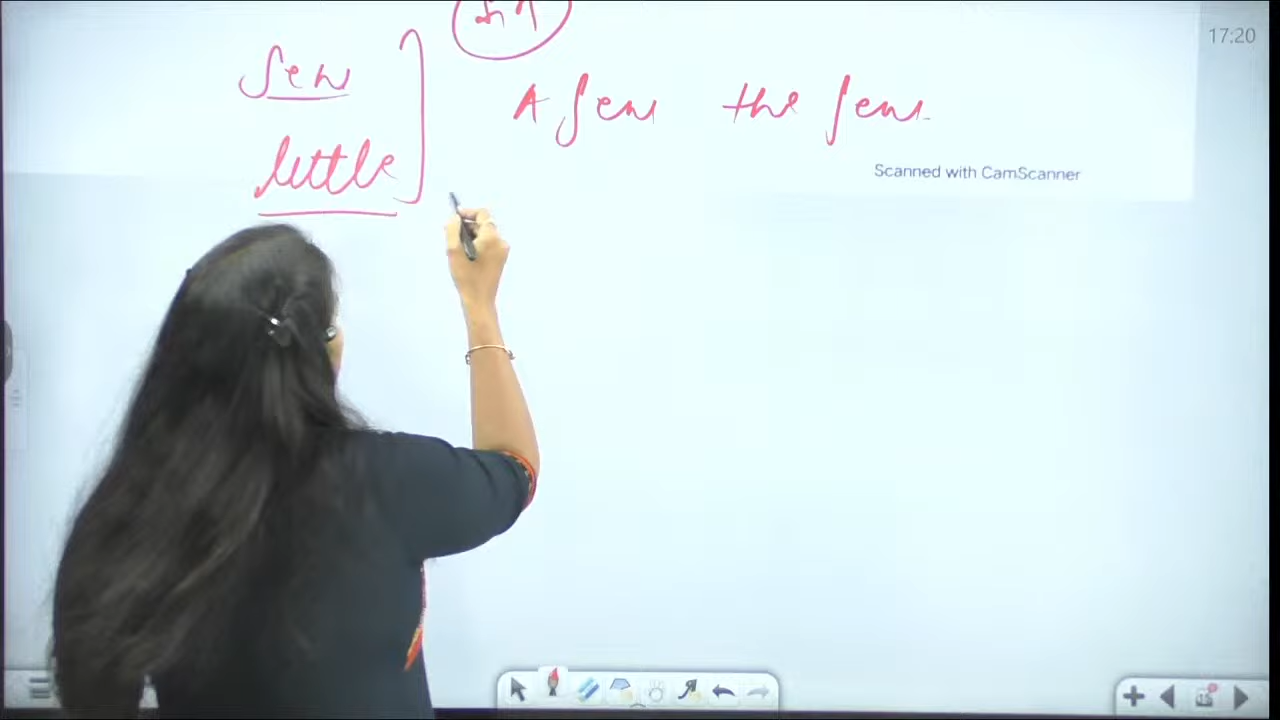 17:20
few
A few the few
little
Scanned with CamScanner